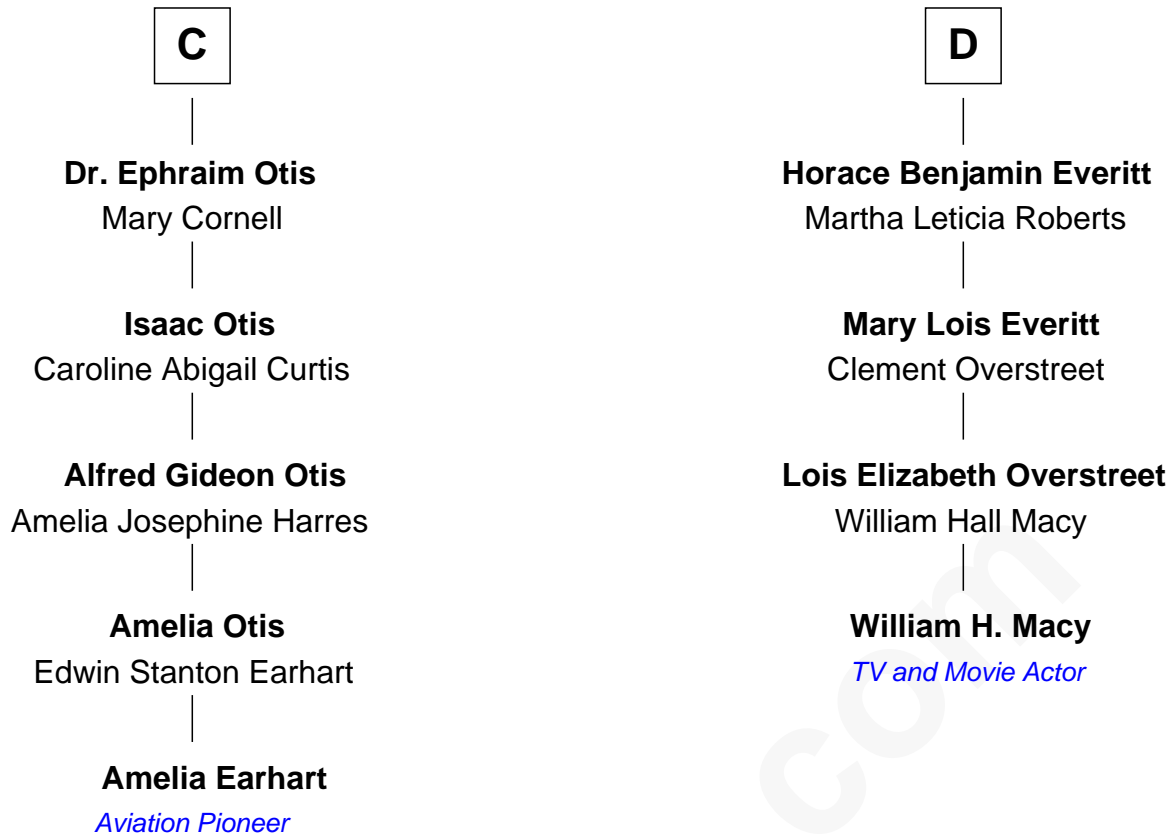 C
Dr. Ephraim Otis
Mary Cornell
Isaac Otis
Caroline Abigail Curtis
Alfred Gideon Otis
Amelia Josephine Harres
Amelia Otis
Edwin Stanton Earhart
Amelia Earhart
Aviation Pioneer
D
Horace Benjamin Everitt
Martha Leticia Roberts
Mary Lois Everitt
Clement Overstreet
Lois Elizabeth Overstreet
William Hall Macy
William H. Macy
TV and Movie Actor
com